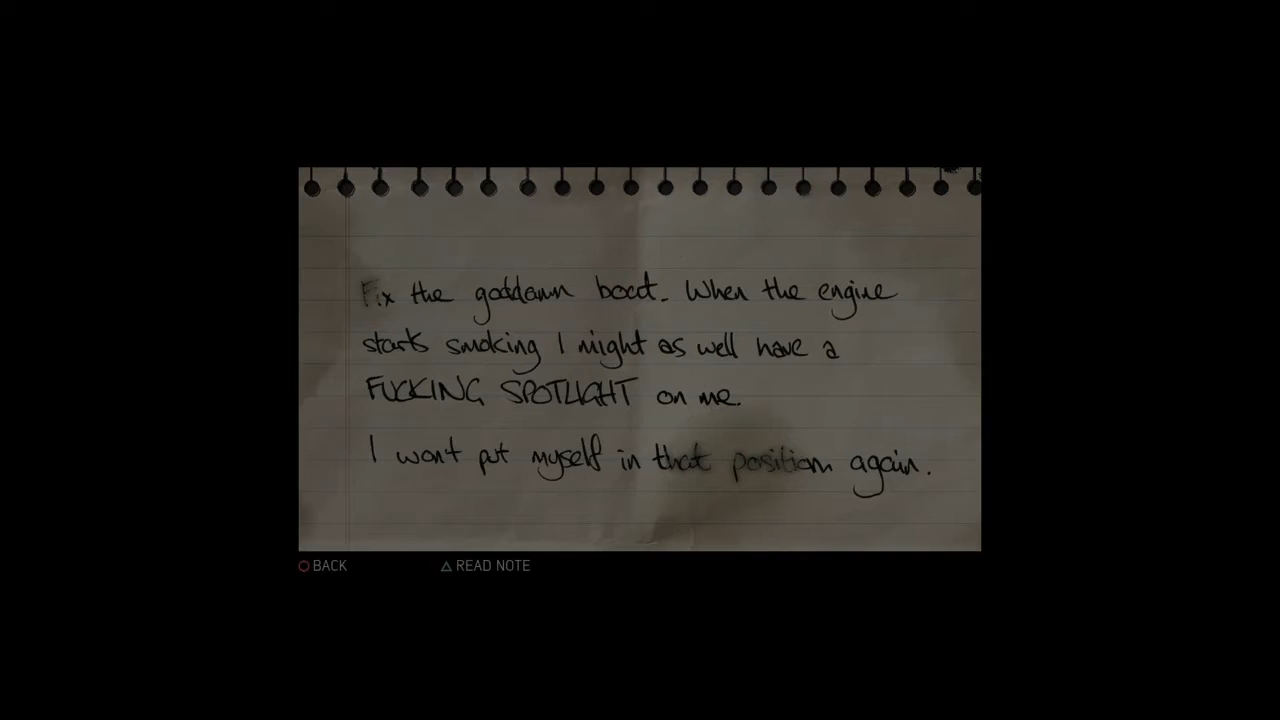 Fix the goddamn boat. When the engine
starts smoking I might as well have a
FUCKING SPOTLIGHT on me.
I wont put myself in that position again.
BACK READ NOTE